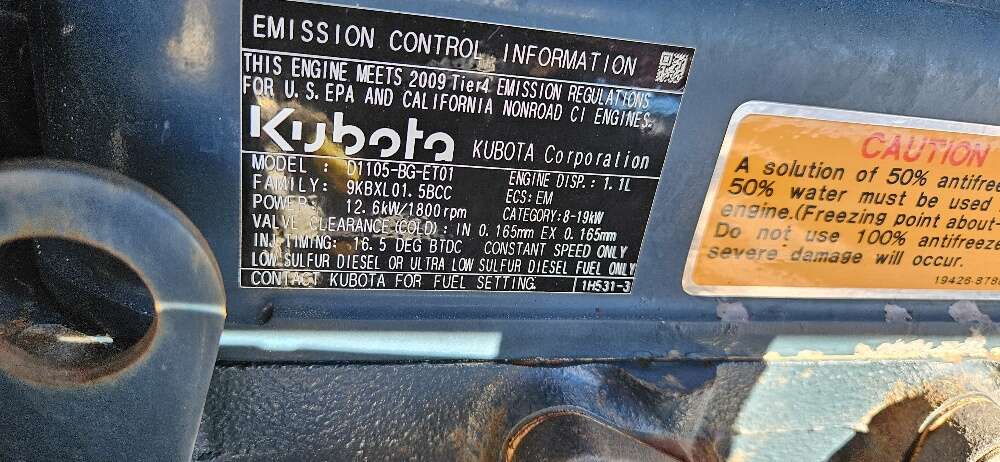 EMISSION CONTROL INFORMATION
THIS ENGINE MEETS 2009 Tier4 EMISSION REGULATIONS
FOR U.S. EPA AND CALIFORNIA NONROAD CI ENGINES.
Kubota KUBOTA Corporation
MODEL : D1105-BG-ET01 ENGINE DISP.: 1.1L
FAMILY: 9KBXL01.5BCC ECS: EM
POWER: 12.6kW/1800rpm CATEGORY:8-19kW
VALVE CLEARANCE(COLD): IN 0.165mm EX 0.165mm
INJ.TIMING: 16.5 DEG BTDC CONSTANT SPEED ONLY
LOW SULFUR DIESEL OR ULTRA LOW SULFUR DIESEL FUEL ONLY
CONTACT KUBOTA FOR FUEL SETTING. 1H531-3
CAUTION
A solution of 50% antifree
50% water must be used
engine.(Freezing point about-
Do not use 100% antifreeze
severe damage will occur.
19426-878